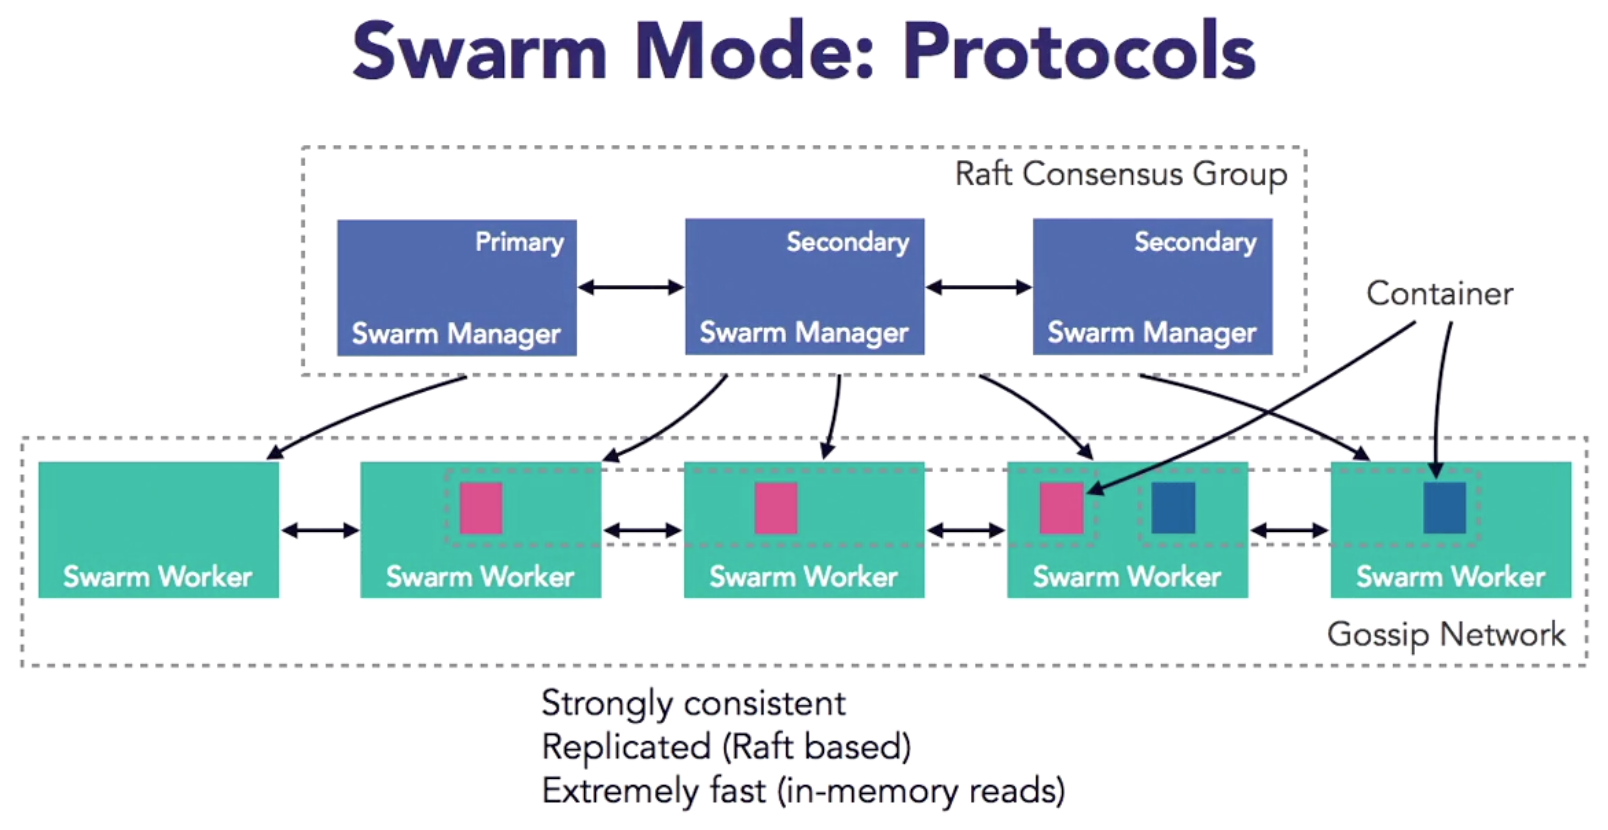 Swarm Mode: Protocols
Raft Consensus Group
Primary
Swarm Manager
Secondary
Swarm Manager
Secondary
Swarm Manager
Container
Swarm Worker
Swarm Worker
Swarm Worker
Swarm Worker
Swarm Worker
Gossip Network
Strongly consistent
Replicated (Raft based)
Extremely fast (in-memory reads)